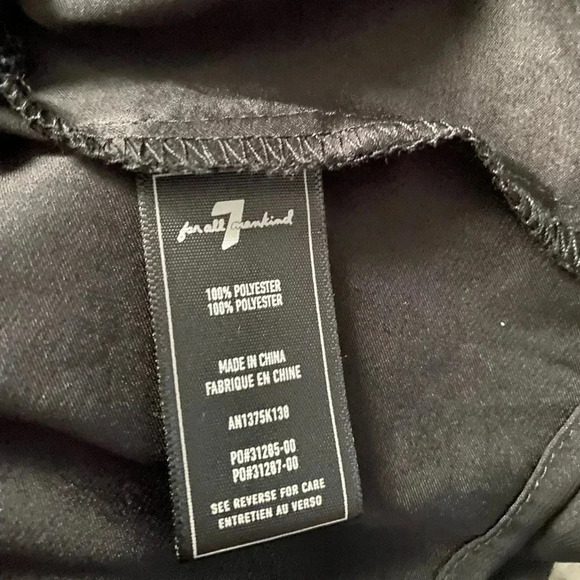 for all 7 mankind
100% POLYESTER
100% POLYESTER
MADE IN CHINA
FABRIQUE EN CHINE
AN1375K138
PO#31285-00
PO#31287-00
SEE REVERSE FOR CARE
ENTRETIEN AU VERSO